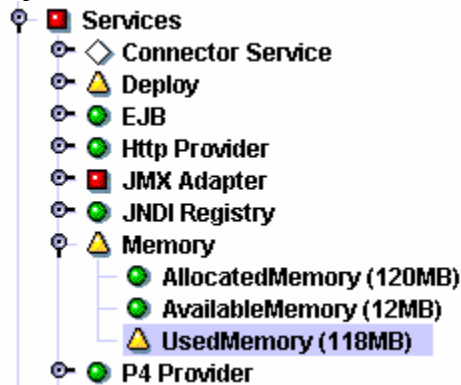 Services
Connector Service
Deploy
EJB
Http Provider
JMX Adapter
JNDI Registry
Memory
AllocatedMemory (120MB)
AvailableMemory (12MB)
UsedMemory (118MB)
P4 Provider